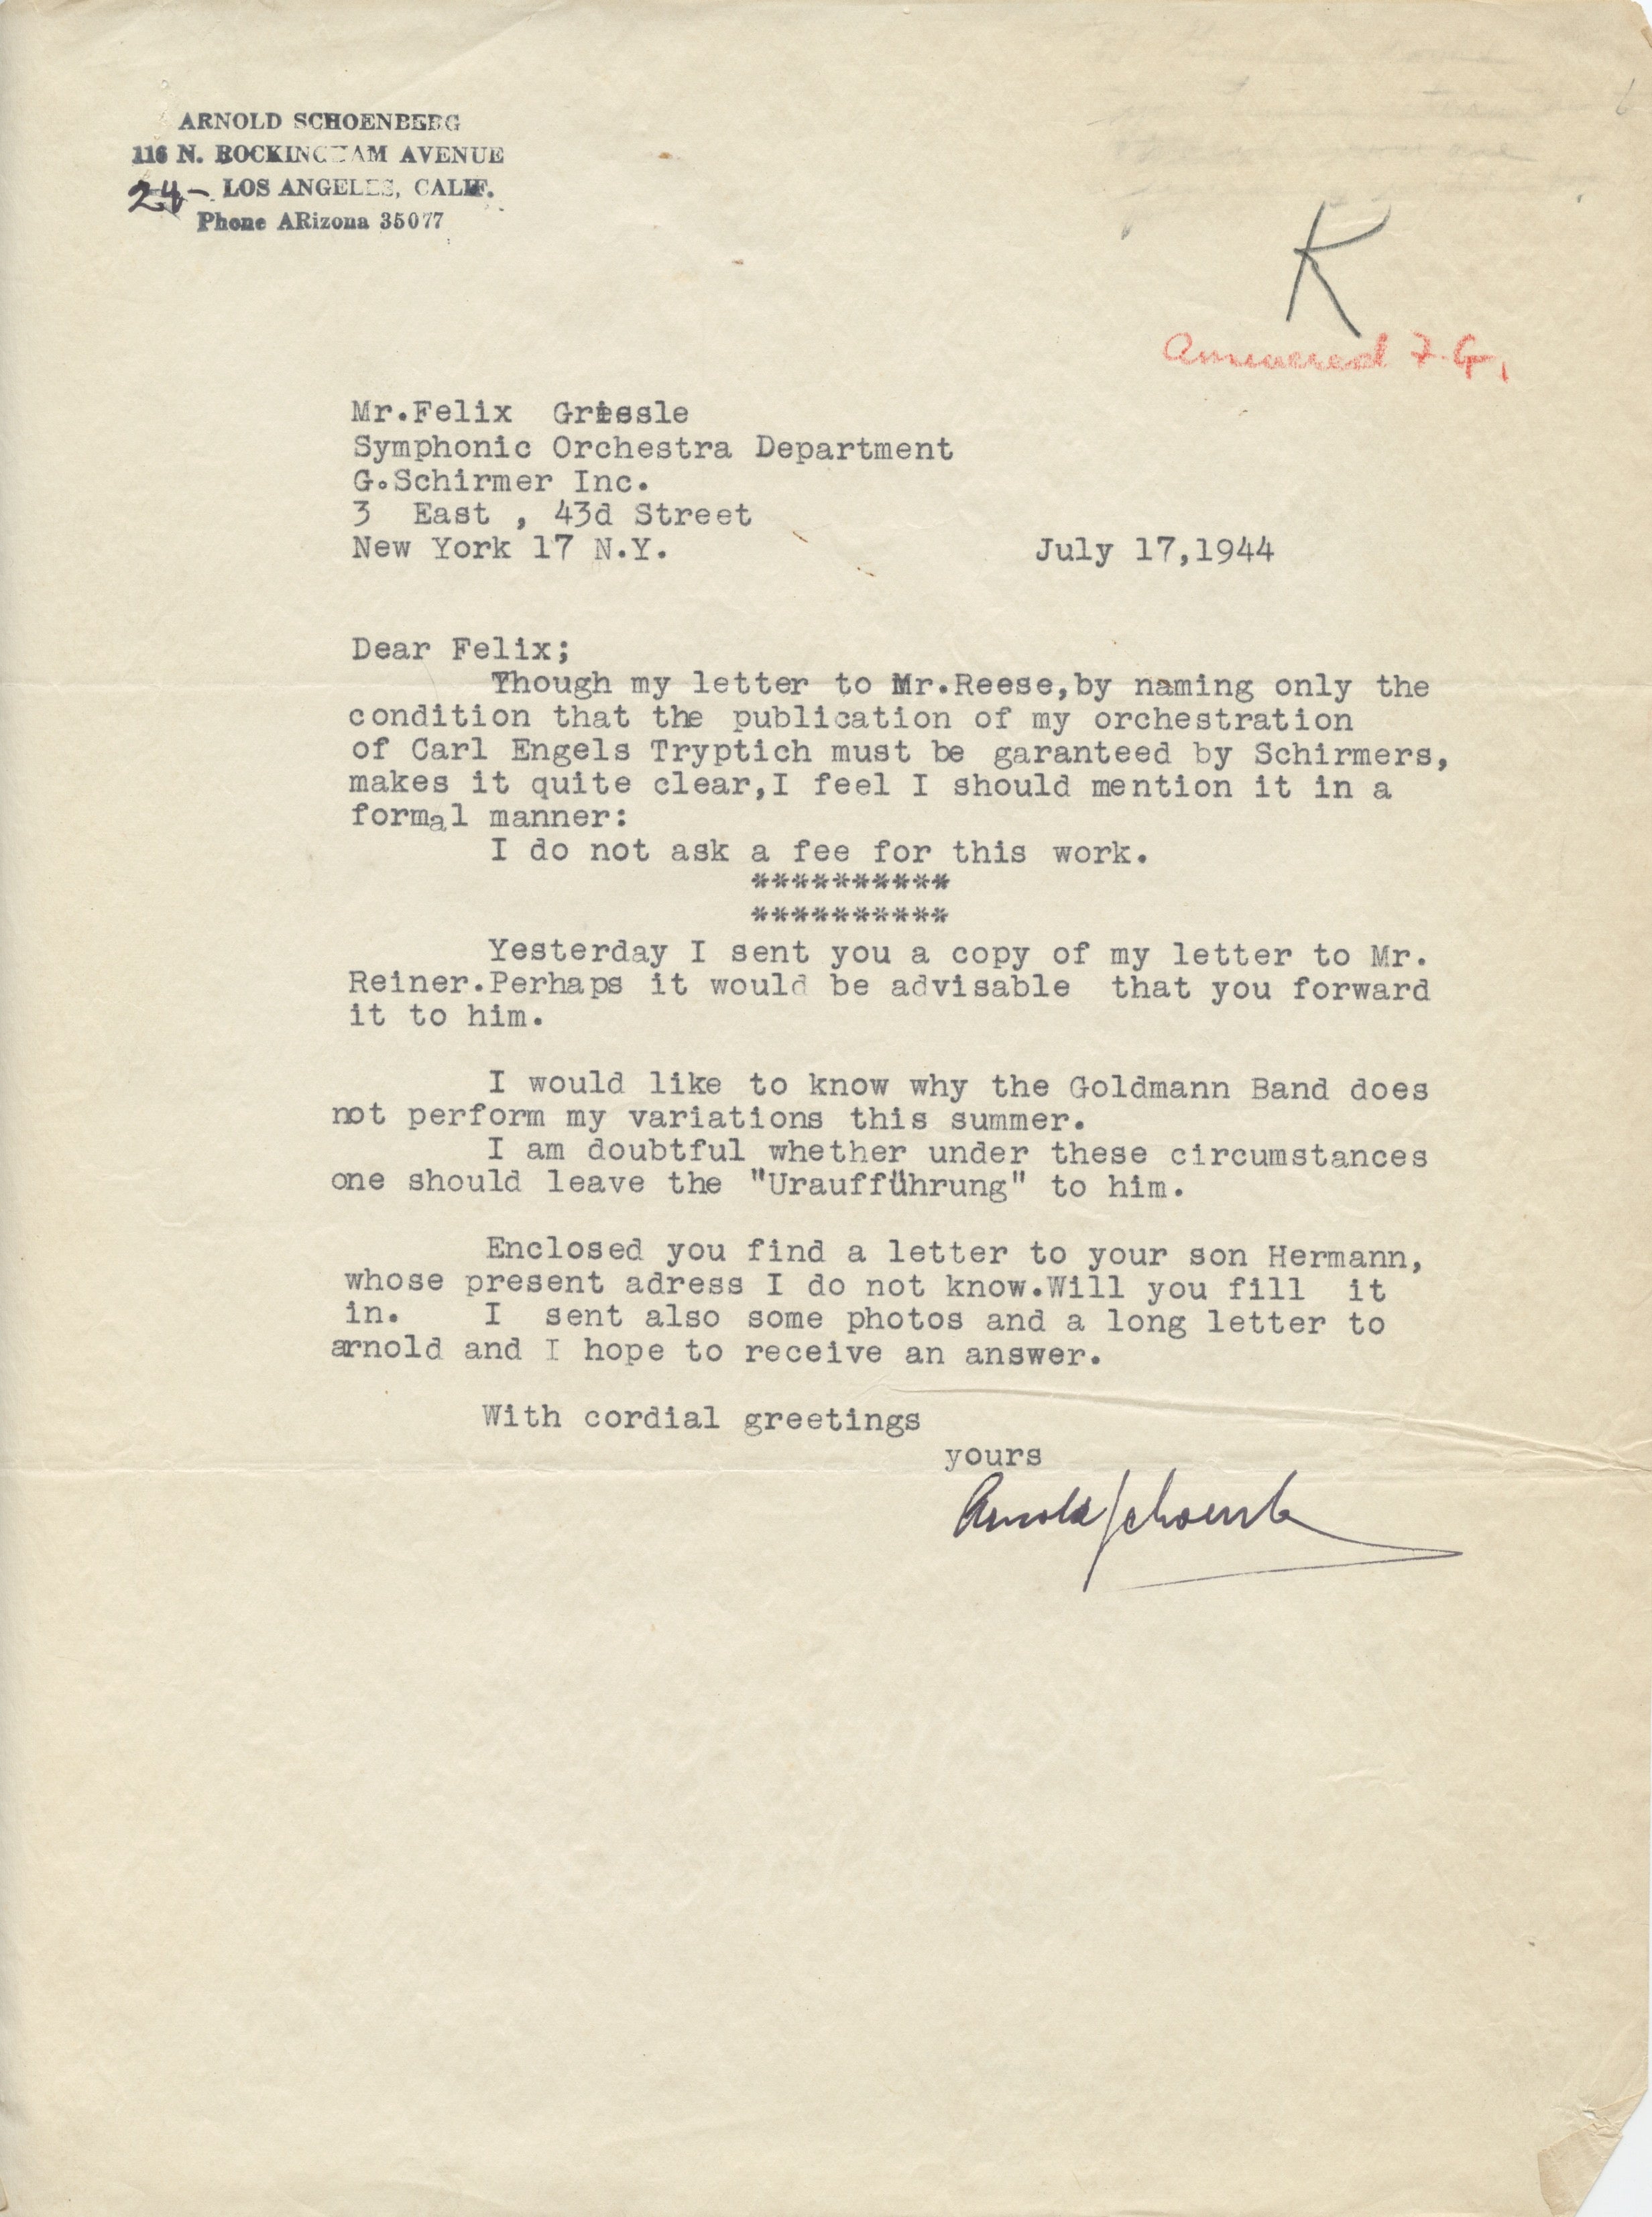 ARNOLD SCHOENBERG
116 N. ROCKINGHAM AVENUE
24- LOS ANGELES, CALIF.
Phone ARizona 35077
K
Answered F.G.
Mr.Felix Griessle
Symphonic Orchestra Department
G.Schirmer Inc.
3 East , 43d Street
New York 17 N.Y. July 17,1944
Dear Felix;
Though my letter to Mr.Reese,by naming only the
condition that the publication of my orchestration
of Carl Engels Tryptich must be garanteed by Schirmers,
makes it quite clear,I feel I should mention it in a
formal manner:
I do not ask a fee for this work.
**********
**********
Yesterday I sent you a copy of my letter to Mr.
Reiner.Perhaps it would be advisable that you forward
it to him.
I would like to know why the Goldmann Band does
not perform my variations this summer.
I am doubtful whether under these circumstances
one should leave the "Uraufführung" to him.
Enclosed you find a letter to your son Hermann,
whose present adress I do not know.Will you fill it
in. I sent also some photos and a long letter to
arnold and I hope to receive an answer.
With cordial greetings
yours
Arnold Schoenberg